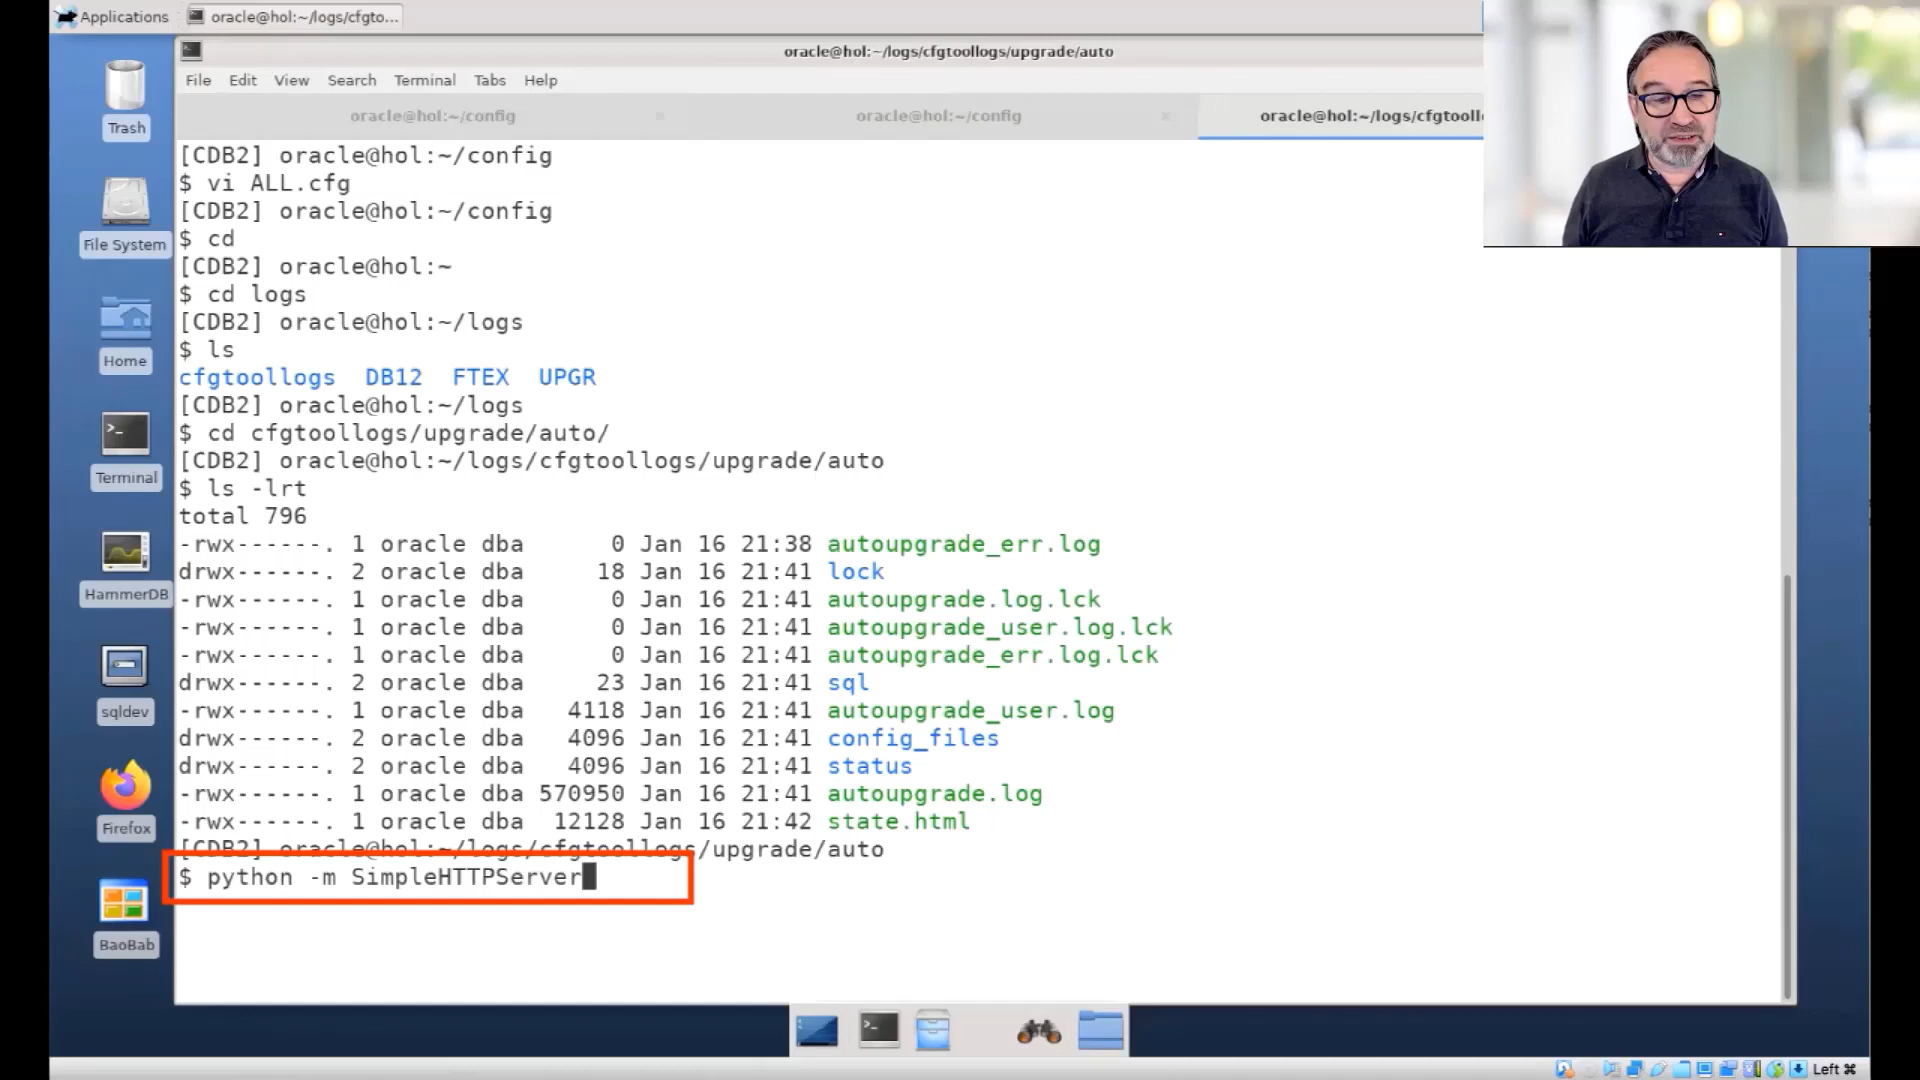 Applications
oracle@hol:~/logs/cfgto...
oracle@hol:~/logs/cfgtoollogs/upgrade/auto
File Edit View Search Terminal Tabs Help
oracle@hol:~/config
oracle@hol:~/config
oracle@hol:~/logs/cfgtooll
[CDB2] oracle@hol:~/config
$ vi ALL.cfg
[CDB2] oracle@hol:~/config
$ cd
[CDB2] oracle@hol:~
$ cd logs
[CDB2] oracle@hol:~/logs
$ ls
cfgtoollogs DB12 FTEX UPGR
[CDB2] oracle@hol:~/logs
$ cd cfgtoollogs/upgrade/auto/
[CDB2] oracle@hol:~/logs/cfgtoollogs/upgrade/auto
$ ls -lrt
total 796
-rwx------. 1 oracle dba 0 Jan 16 21:38 autoupgrade_err.log
drwx------. 2 oracle dba 18 Jan 16 21:41 lock
-rwx------. 1 oracle dba 0 Jan 16 21:41 autoupgrade.log.lck
-rwx------. 1 oracle dba 0 Jan 16 21:41 autoupgrade_user.log.lck
-rwx------. 1 oracle dba 0 Jan 16 21:41 autoupgrade_err.log.lck
drwx------. 2 oracle dba 23 Jan 16 21:41 sql
-rwx------. 1 oracle dba 4118 Jan 16 21:41 autoupgrade_user.log
drwx------. 2 oracle dba 4096 Jan 16 21:41 config_files
drwx------. 2 oracle dba 4096 Jan 16 21:41 status
-rwx------. 1 oracle dba 570950 Jan 16 21:41 autoupgrade.log
-rwx------. 1 oracle dba 12128 Jan 16 21:42 state.html
[CDB2] oracle@hol:~/logs/cfgtoollogs/upgrade/auto
$ python -m SimpleHTTPServer
Trash
File System
Home
Terminal
HammerDB
sqldev
Firefox
BaoBab
Left ⌘